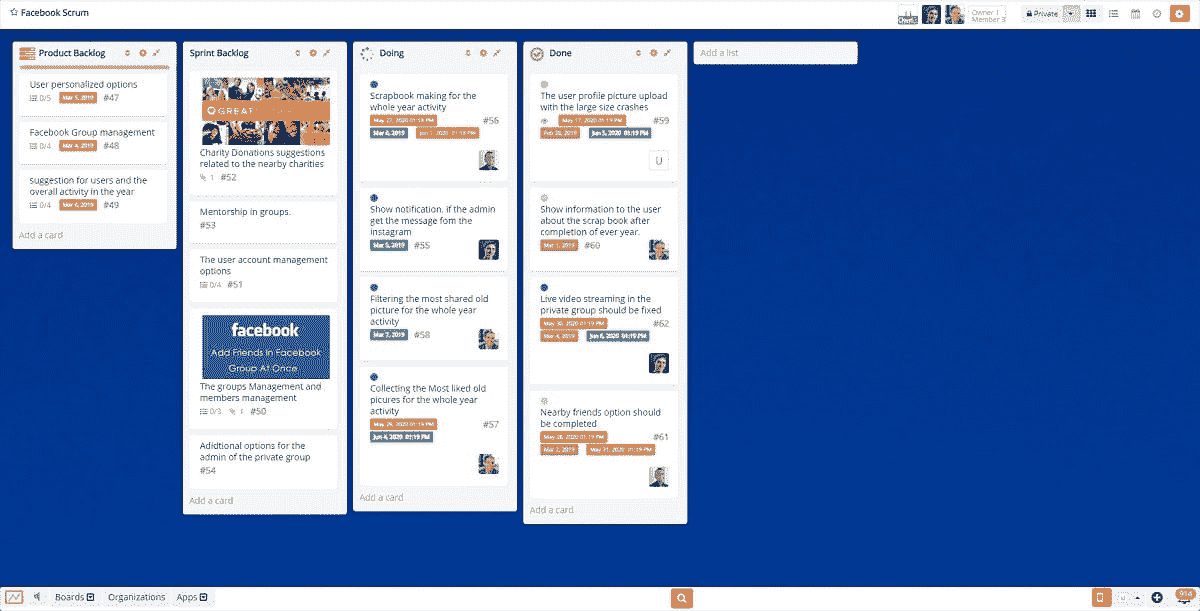 Facebook Scrum
Owner 1
Member 3
Private
Product Backlog
User personalized options
0/5 Mar 5, 2019 #47
Facebook Group management
0/4 Mar 4, 2019 #48
suggestion for users and the
overall activity in the year
0/4 Mar 6, 2019 #49
Add a card
Sprint Backlog
GREAT
Charity Donations suggestions
related to the nearby charities
1 #52
Mentorship in groups.
#53
The user account management
options
0/4 #51
facebook
Add Friends In Facebook
Group At Once
The groups Management and
members management
0/3 1 #50
Adidtional options for the
admin of the private group
#54
Add a card
Doing
Scrapbook making for the
whole year activity
May 27, 2020 01:19 PM #56
Mar 6, 2019 Jun 1, 2020 01:19 PM
Show notification. if the admin
get the message fom the
instagram
Mar 5, 2019 #55
Filtering the most shared old
picture for the whole year
activity
Mar 7, 2019 #58
Collecting the Most liked old
picures for the whole year
activity
May 29, 2020 01:19 PM #57
Jun 4, 2020 01:19 PM
Add a card
Done
The user profile picture upload
with the large size crashes
May 17, 2020 01:19 PM #59
Feb 28, 2019 Jun 5, 2020 01:19 PM
U
Show information to the user
about the scrap book after
completion of ever year.
Mar 1, 2019 #60
Live video streaming in the
private group should be fixed
May 30, 2020 01:19 PM #62
Mar 4, 2019 Jun 6, 2020 01:19 PM
Nearby friends option should
be completed
May 26, 2020 01:19 PM #61
Mar 2, 2019 May 31, 2020 01:19 PM
Add a card
Add a list
Boards
Organizations
Apps
914